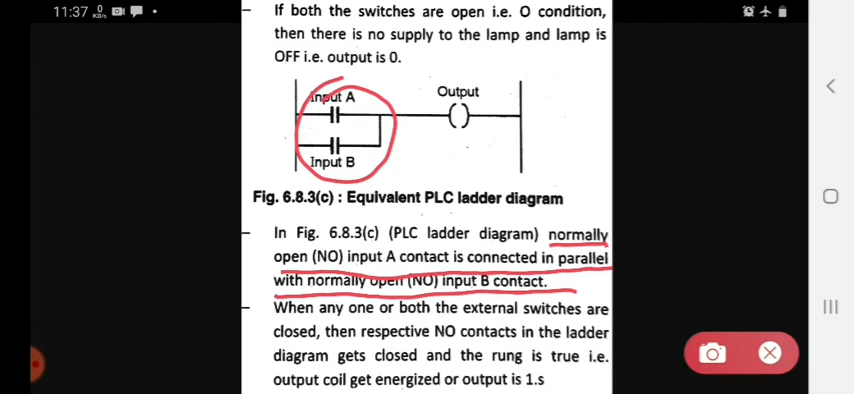 11:37
0
KB/s
If both the switches are open i.e. O condition,
then there is no supply to the lamp and lamp is
OFF i.e. output is 0.
Input A
Output
Input B
Fig. 6.8.3(c) : Equivalent PLC ladder diagram
In Fig. 6.8.3(c) (PLC ladder diagram) normally
open (NO) input A contact is connected in parallel
with normally open (NO) input B contact.
When any one or both the external switches are
closed, then respective NO contacts in the ladder
diagram gets closed and the rung is true i.e.
output coil get energized or output is 1.s